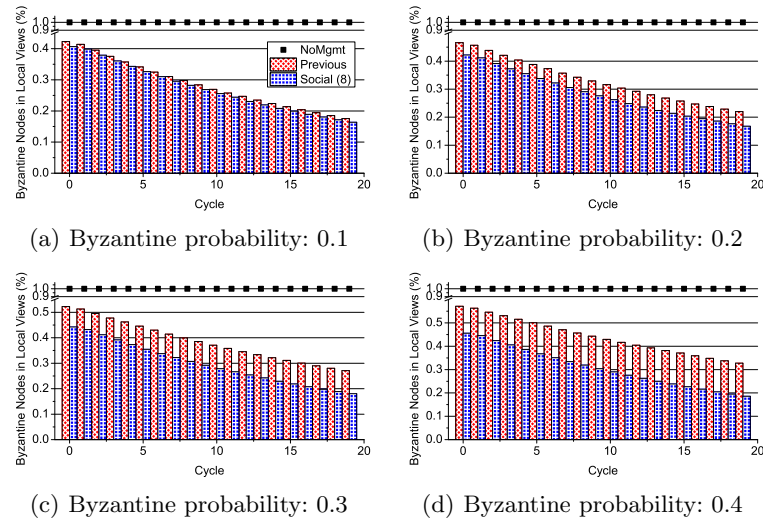 Byzantine Nodes in Local Views (%)
1.0
0.9
0.4
0.3
0.2
0.1
0.0
NoMgmt
Previous
Social (8)
0 5 10 15 20
Cycle
(a) Byzantine probability: 0.1
Byzantine Nodes in Local Views (%)
1.0
0.9
0.4
0.3
0.2
0.1
0.0
0 5 10 15 20
Cycle
(b) Byzantine probability: 0.2
Byzantine Nodes in Local Views (%)
1.0
0.9
0.5
0.4
0.3
0.2
0.1
0.0
0 5 10 15 20
Cycle
(c) Byzantine probability: 0.3
Byzantine Nodes in Local Views (%)
1.0
0.9
0.5
0.4
0.3
0.2
0.1
0.0
0 5 10 15 20
Cycle
(d) Byzantine probability: 0.4